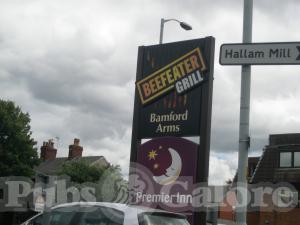 Hallam Mill
BEEFEATER
GRILL
Bamford
Arms
Premier Inn
Pubs Galore